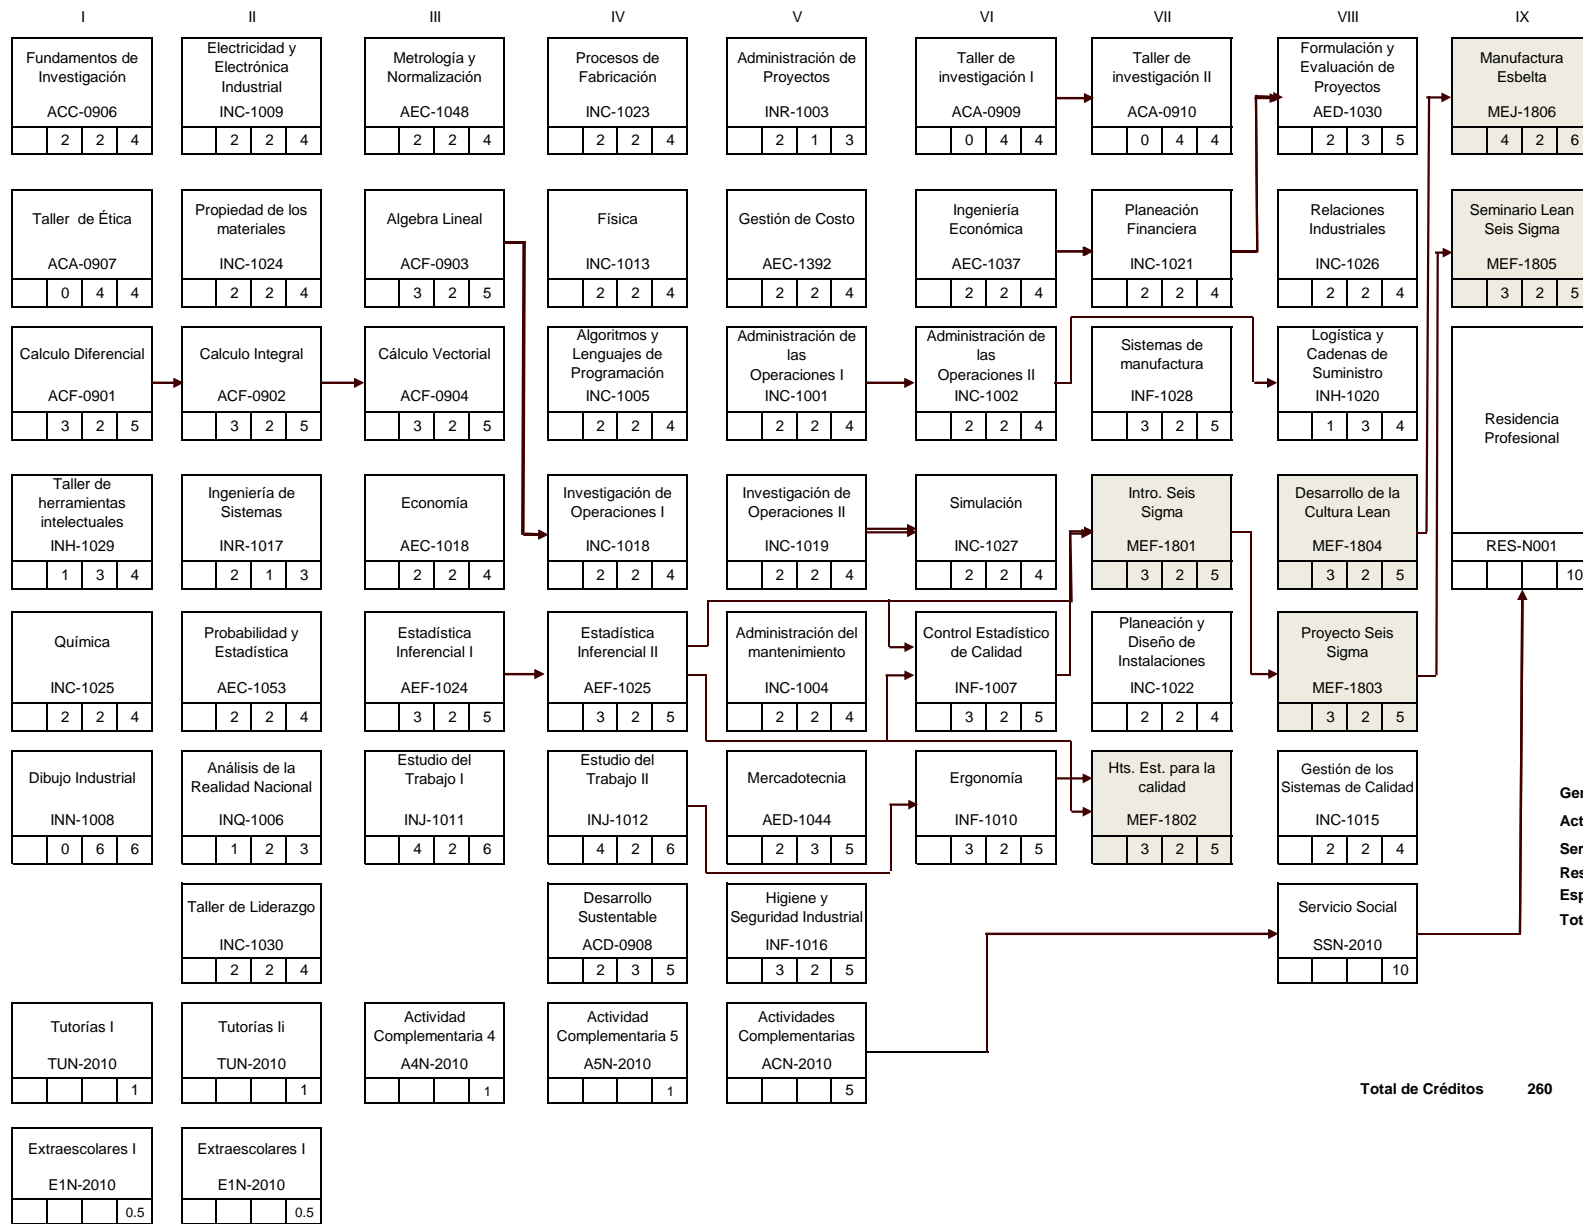 I II III IV V VI VII VIII IX
Fundamentos de
Investigación
ACC-0906
2 2 4
Electricidad y
Electrónica
Industrial
INC-1009
2 2 4
Metrología y
Normalización
AEC-1048
2 2 4
Procesos de
Fabricación
INC-1023
2 2 4
Administración de
Proyectos
INR-1003
2 1 3
Taller de
investigación I
ACA-0909
0 4 4
Taller de
investigación II
ACA-0910
0 4 4
Formulación y
Evaluación de
Proyectos
AED-1030
2 3 5
Manufactura
Esbelta
MEJ-1806
4 2 6
Taller de Ética
ACA-0907
0 4 4
Propiedad de los
materiales
INC-1024
2 2 4
Algebra Lineal
ACF-0903
3 2 5
Física
INC-1013
2 2 4
Gestión de Costo
AEC-1392
2 2 4
Ingeniería
Económica
AEC-1037
2 2 4
Planeación
Financiera
INC-1021
2 2 4
Relaciones
Industriales
INC-1026
2 2 4
Seminario Lean
Seis Sigma
MEF-1805
3 2 5
Calculo Diferencial
ACF-0901
3 2 5
Calculo Integral
ACF-0902
3 2 5
Cálculo Vectorial
ACF-0904
3 2 5
Algoritmos y
Lenguajes de
Programación
INC-1005
2 2 4
Administración de
las
Operaciones I
INC-1001
2 2 4
Administración de
las
Operaciones II
INC-1002
2 2 4
Sistemas de
manufactura
INF-1028
3 2 5
Logística y
Cadenas de
Suministro
INH-1020
1 3 4
Residencia
Profesional
RES-N001
10
Taller de
herramientas
intelectuales
INH-1029
1 3 4
Ingeniería de
Sistemas
INR-1017
2 1 3
Economía
AEC-1018
2 2 4
Investigación de
Operaciones I
INC-1018
2 2 4
Investigación de
Operaciones II
INC-1019
2 2 4
Simulación
INC-1027
2 2 4
Intro. Seis
Sigma
MEF-1801
3 2 5
Desarrollo de la
Cultura Lean
MEF-1804
3 2 5
Química
INC-1025
2 2 4
Probabilidad y
Estadística
AEC-1053
2 2 4
Estadística
Inferencial I
AEF-1024
3 2 5
Estadística
Inferencial II
AEF-1025
3 2 5
Administración del
mantenimiento
INC-1004
2 2 4
Control Estadístico
de Calidad
INF-1007
3 2 5
Planeación y
Diseño de
Instalaciones
INC-1022
2 2 4
Proyecto Seis
Sigma
MEF-1803
3 2 5
Dibujo Industrial
INN-1008
0 6 6
Análisis de la
Realidad Nacional
INQ-1006
1 2 3
Estudio del
Trabajo I
INJ-1011
4 2 6
Estudio del
Trabajo II
INJ-1012
4 2 6
Mercadotecnia
AED-1044
2 3 5
Ergonomía
INF-1010
3 2 5
Hts. Est. para la
calidad
MEF-1802
3 2 5
Gestión de los
Sistemas de Calidad
INC-1015
2 2 4
Taller de Liderazgo
INC-1030
2 2 4
Desarrollo
Sustentable
ACD-0908
2 3 5
Higiene y
Seguridad Industrial
INF-1016
3 2 5
Servicio Social
SSN-2010
10
Tutorías I
TUN-2010
1
Tutorías Ii
TUN-2010
1
Actividad
Complementaria 4
A4N-2010
1
Actividad
Complementaria 5
A5N-2010
1
Actividades
Complementarias
ACN-2010
5
Total de Créditos 260
Extraescolares I
E1N-2010
0.5
Extraescolares I
E1N-2010
0.5